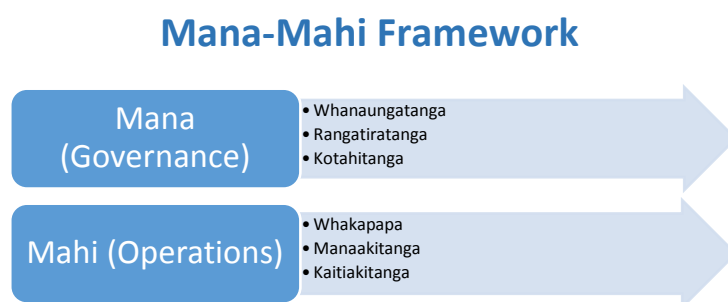 Mana-Mahi Framework
Mana
(Governance)
• Whanaungatanga
• Rangatiratanga
• Kotahitanga
Mahi (Operations)
• Whakapapa
• Manaakitanga
• Kaitiakitanga